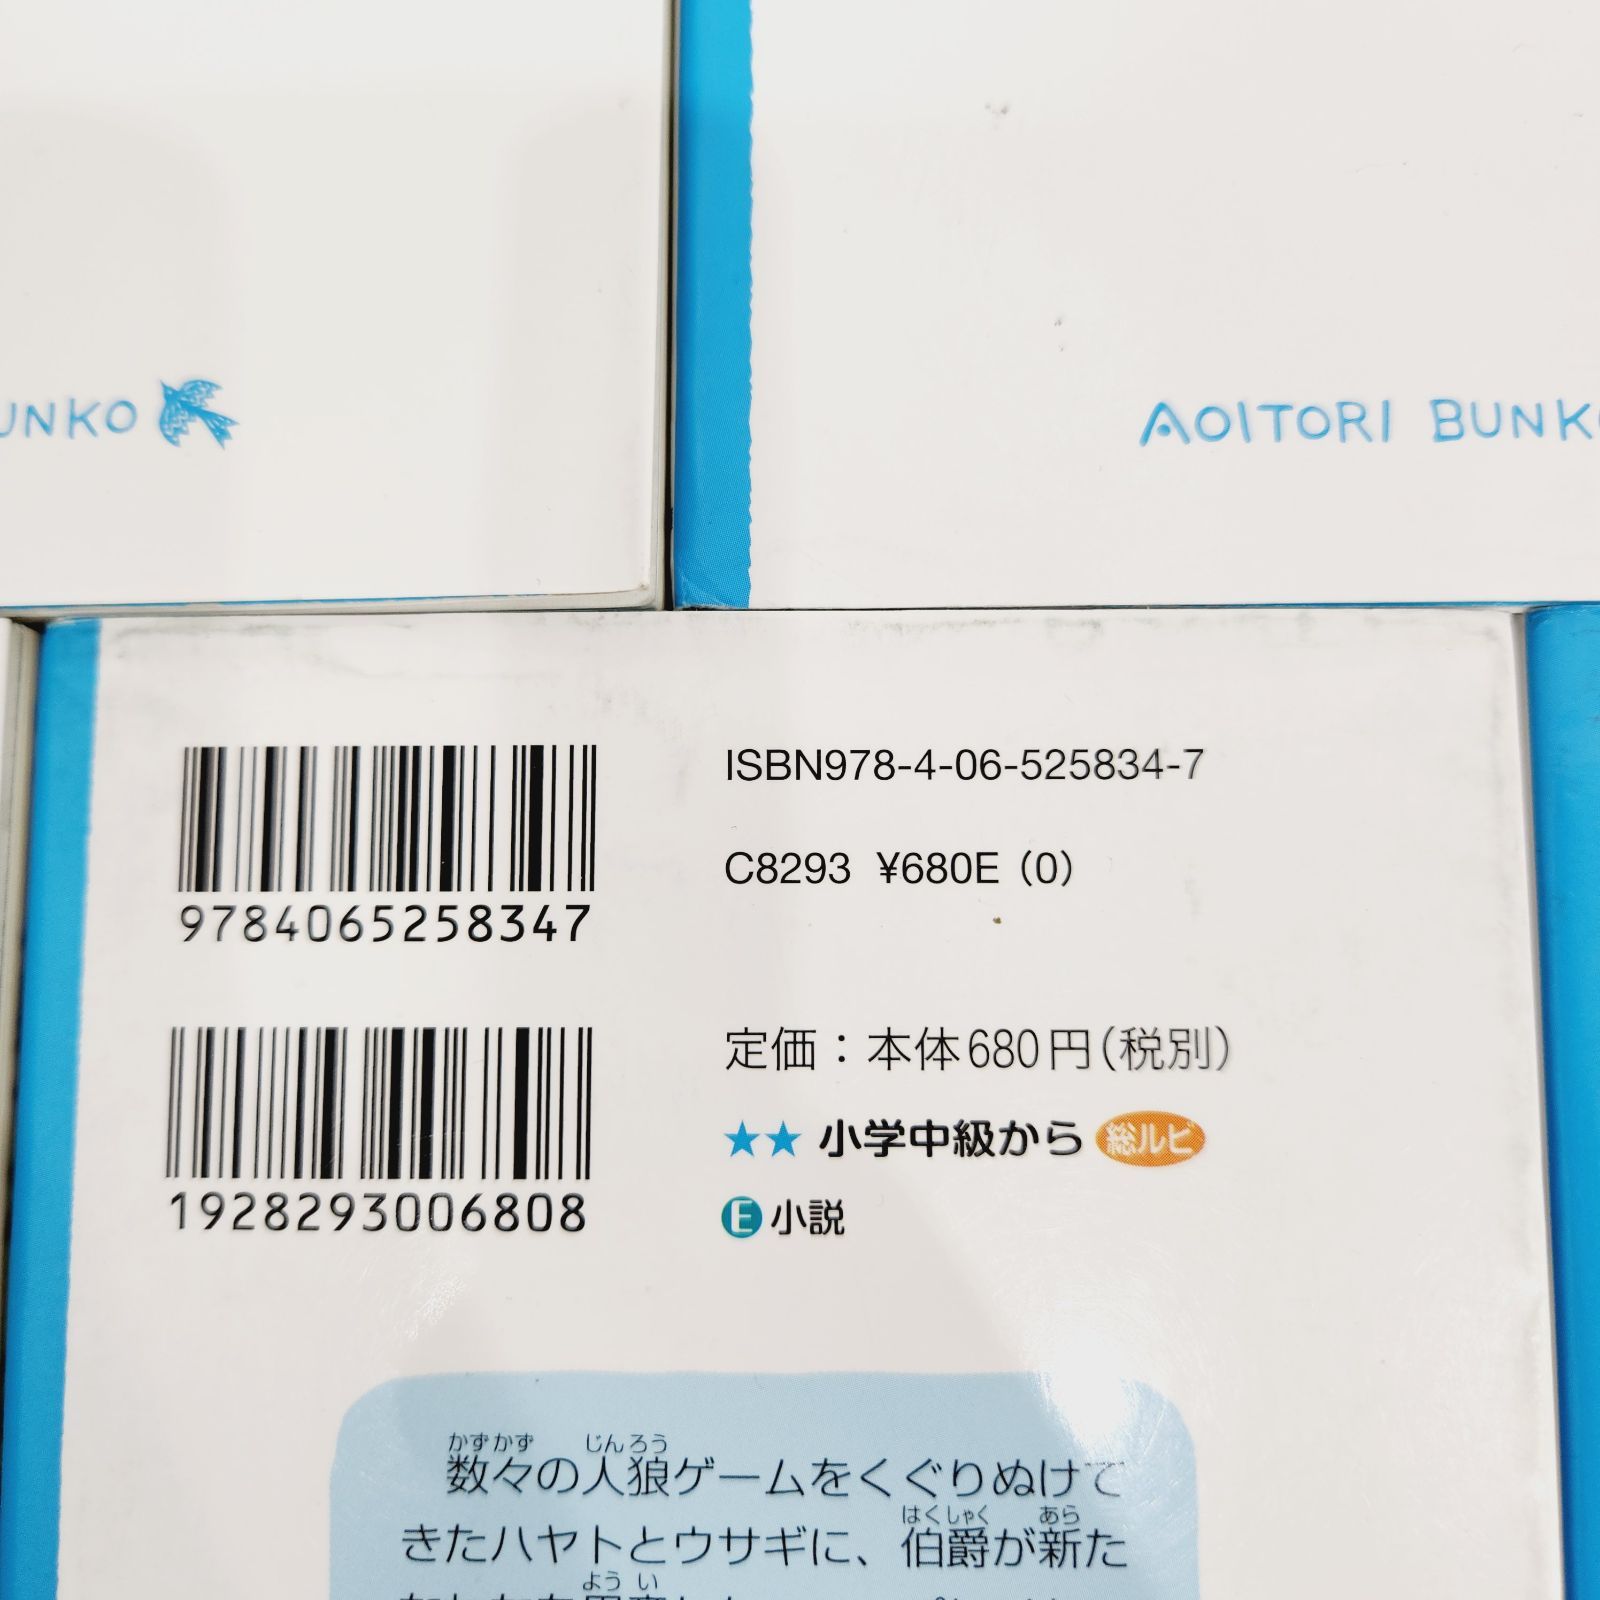 UNKO
AOITORI BUNK
ISBN978-4-06-525834-7
C8293 ¥680E (0)
9784065258347
定価：本体680円(税別)
★★ 小学中級から 総ルビ
1928293006808
E 小説
かずかず じんろう
数々の人狼ゲームをくぐりぬけて
はくしゃく あら
きたハヤトとウサギに、伯爵が新た
ようい